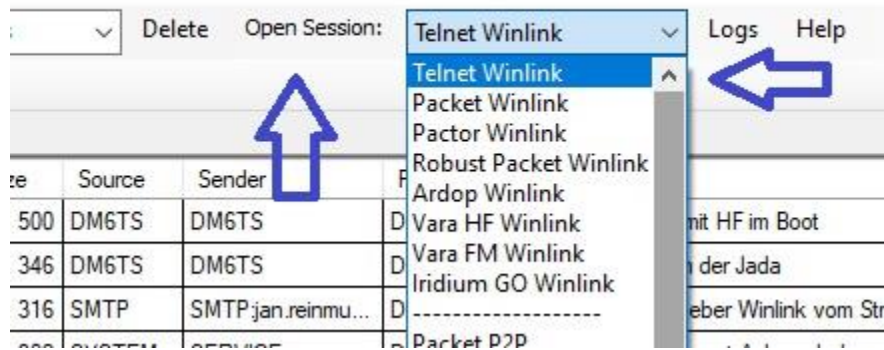 Delete Open Session: Telnet Winlink Logs Help
Telnet Winlink
Packet Winlink
Pactor Winlink
Robust Packet Winlink
Ardop Winlink
Vara HF Winlink
Vara FM Winlink
Iridium GO Winlink
-------------------
Packet P2P
Source Sender
500 DM6TS DM6TS D mit HF im Boot
346 DM6TS DM6TS D der Jada
316 SMTP SMTP:jan.reinmu... D eber Winlink vom Str